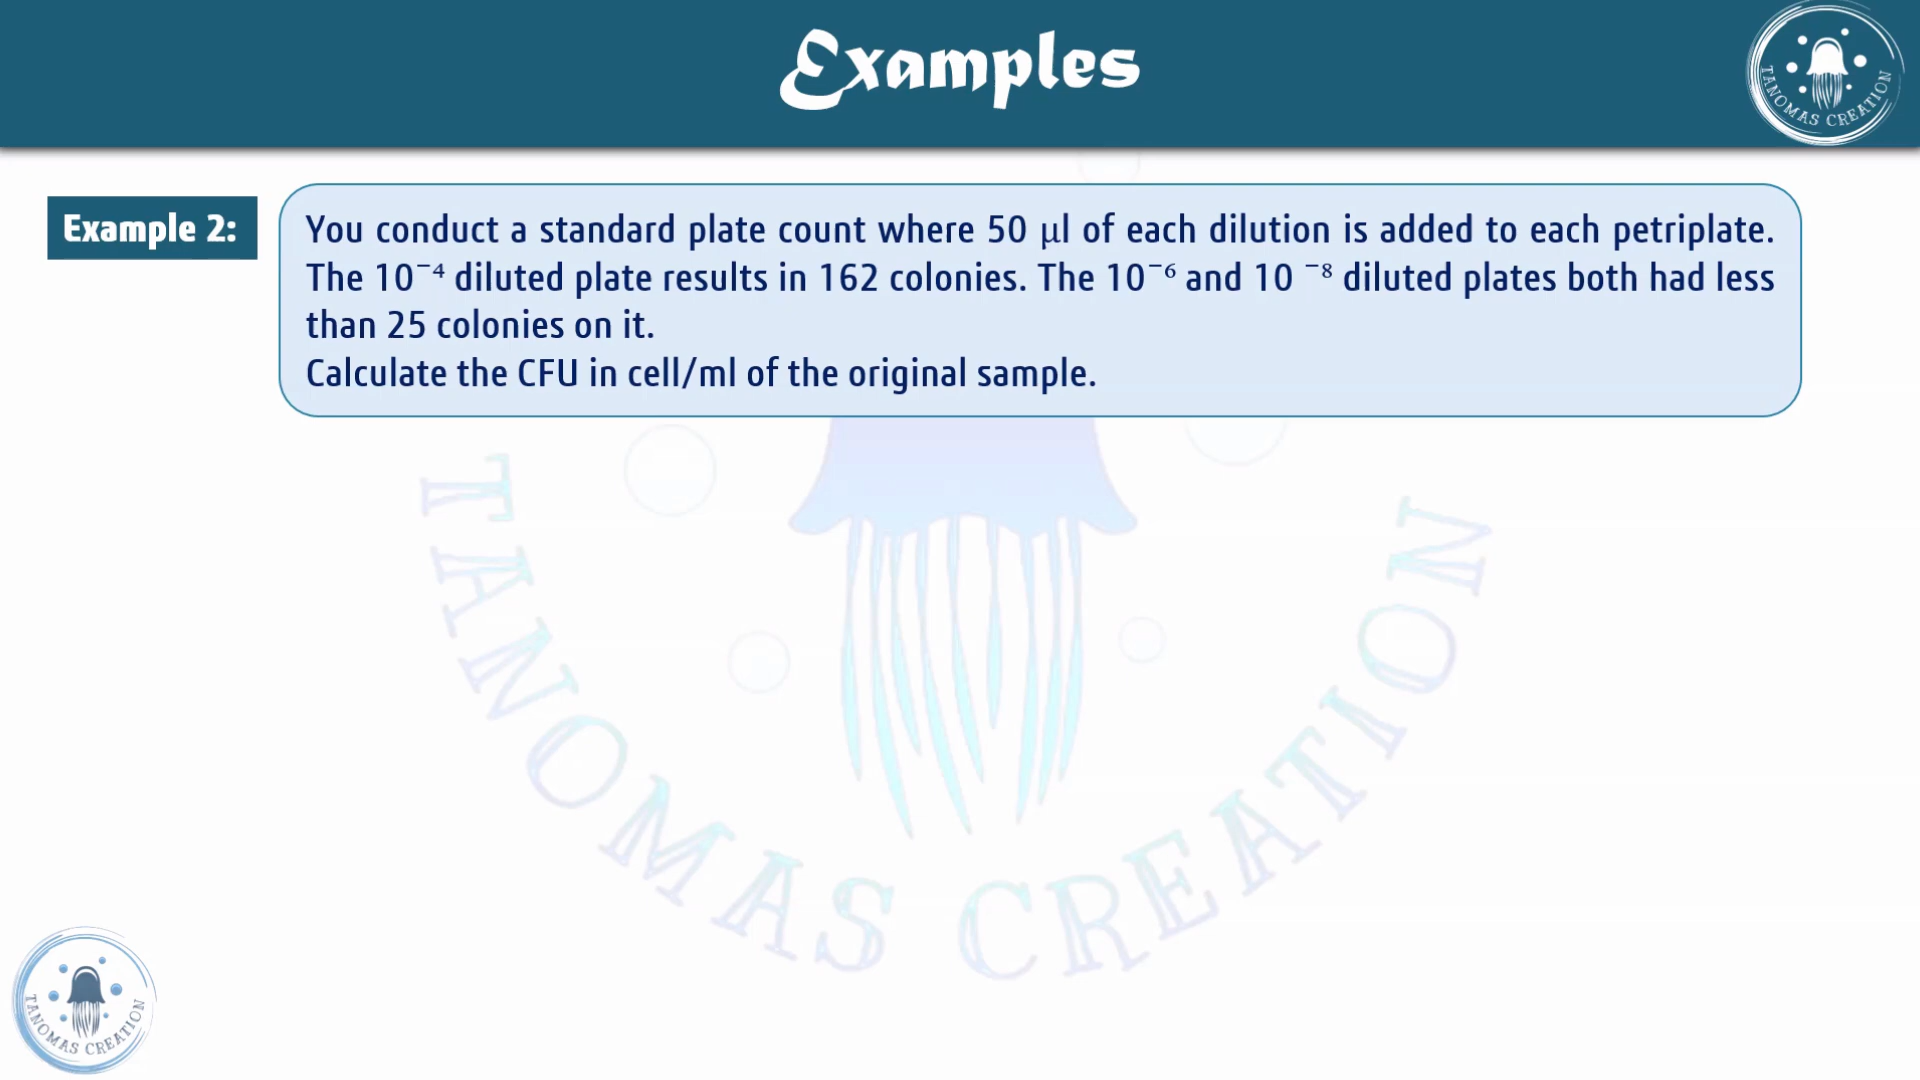 Examples
TANOMAS CREATION
Example 2:
You conduct a standard plate count where 50 µl of each dilution is added to each petriplate.
The 10⁻⁴ diluted plate results in 162 colonies. The 10⁻⁶ and 10 ⁻⁸ diluted plates both had less
than 25 colonies on it.
Calculate the CFU in cell/ml of the original sample.
TANOMAS CREATION
TANOMAS CREATION